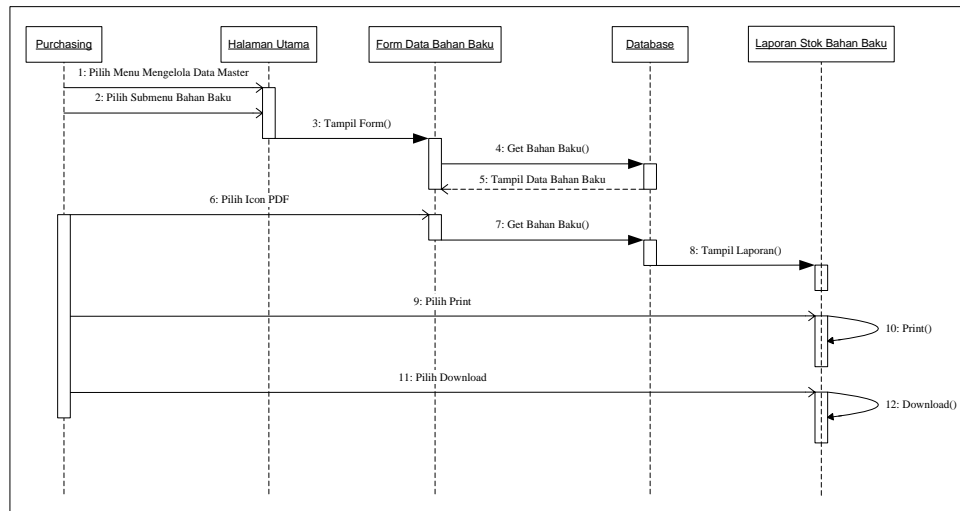 Purchasing
Halaman Utama
Form Data Bahan Baku
Database
Laporan Stok Bahan Baku
1: Pilih Menu Mengelola Data Master
2: Pilih Submenu Bahan Baku
3: Tampil Form()
4: Get Bahan Baku()
5: Tampil Data Bahan Baku
6: Pilih Icon PDF
7: Get Bahan Baku()
8: Tampil Laporan()
9: Pilih Print
10: Print()
11: Pilih Download
12: Download()